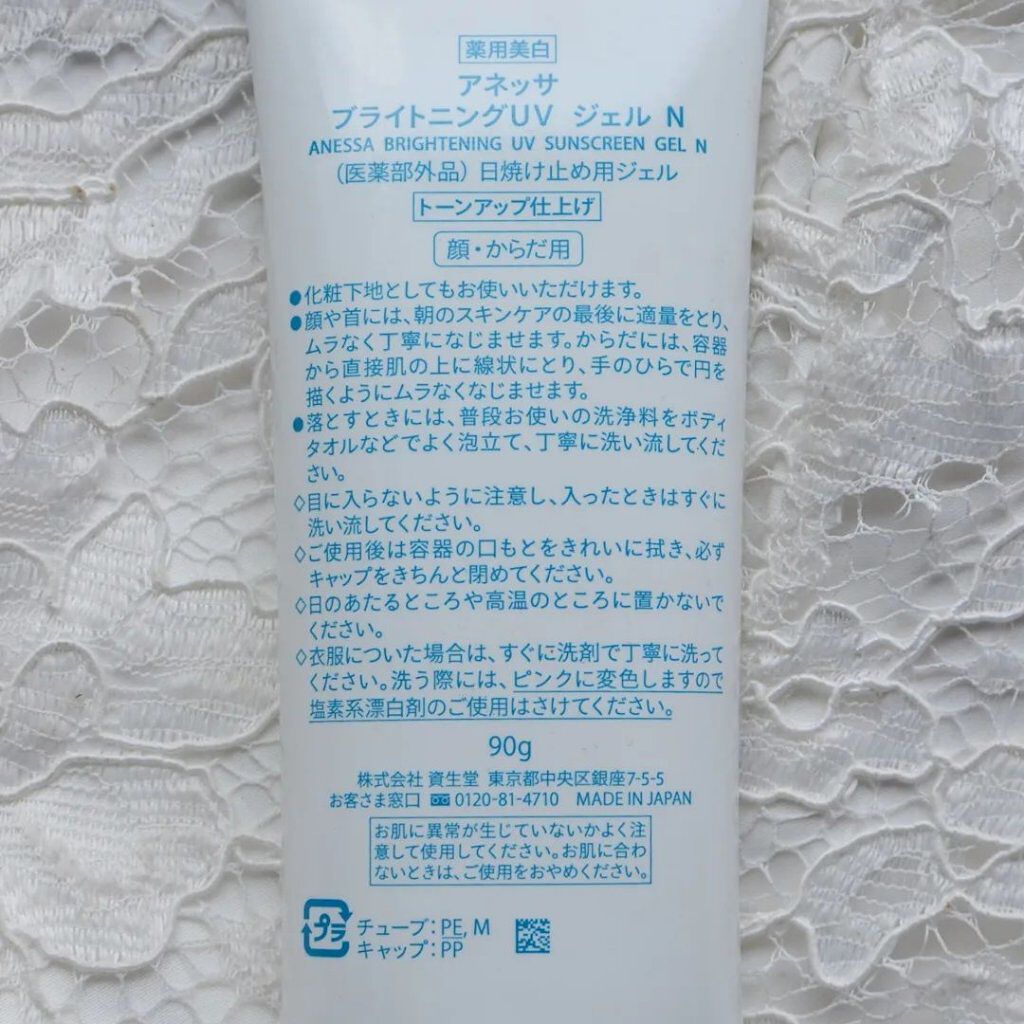 薬用美白
アネッサ
ブライトニングUV ジェル N
ANESSA BRIGHTENING UV SUNSCREEN GEL N
（医薬部外品）日焼け止め用ジェル
トーンアップ仕上げ
顔・からだ用
●化粧下地としてもお使いいただけます。
●顔や首には、朝のスキンケアの最後に適量をとり、
ムラなく丁寧になじませます。からだには、容器
から直接肌の上に線状にとり、手のひらで円を
描くようにムラなくなじませます。
●落とすときには、普段お使いの洗浄料をボディ
タオルなどでよく泡立て、丁寧に洗い流してくだ
さい。
◇目に入らないように注意し、入ったときはすぐに
洗い流してください。
◇ご使用後は容器の口もとをきれいに拭き、必ず
キャップをきちんと閉めてください。
◇日のあたるところや高温のところに置かないで
ください。
◇衣服についた場合は、すぐに洗剤で丁寧に洗って
ください。洗う際には、ピンクに変色しますので
塩素系漂白剤のご使用はさけてください。
90g
株式会社 資生堂 東京都中央区銀座7-5-5
お客さま窓口 0120-81-4710 MADE IN JAPAN
お肌に異常が生じていないかよく注
意して使用してください。お肌に合わ
ないときは、ご使用をおやめください。
プラ チューブ：PE, M
キャップ：PP